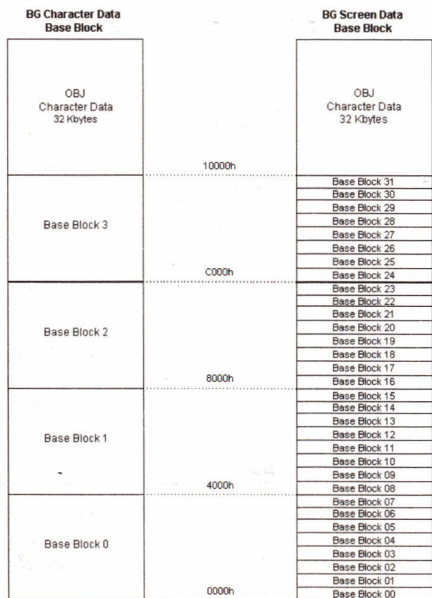 BG Character Data
Base Block
BG Screen Data
Base Block
OBJ
Character Data
32 Kbytes
OBJ
Character Data
32 Kbytes
10000h
Base Block 3
C000h
Base Block 2
8000h
Base Block 1
4000h
Base Block 0
0000h
Base Block 31
Base Block 30
Base Block 29
Base Block 28
Base Block 27
Base Block 26
Base Block 25
Base Block 24
Base Block 23
Base Block 22
Base Block 21
Base Block 20
Base Block 19
Base Block 18
Base Block 17
Base Block 16
Base Block 15
Base Block 14
Base Block 13
Base Block 12
Base Block 11
Base Block 10
Base Block 09
Base Block 08
Base Block 07
Base Block 06
Base Block 05
Base Block 04
Base Block 03
Base Block 02
Base Block 01
Base Block 00